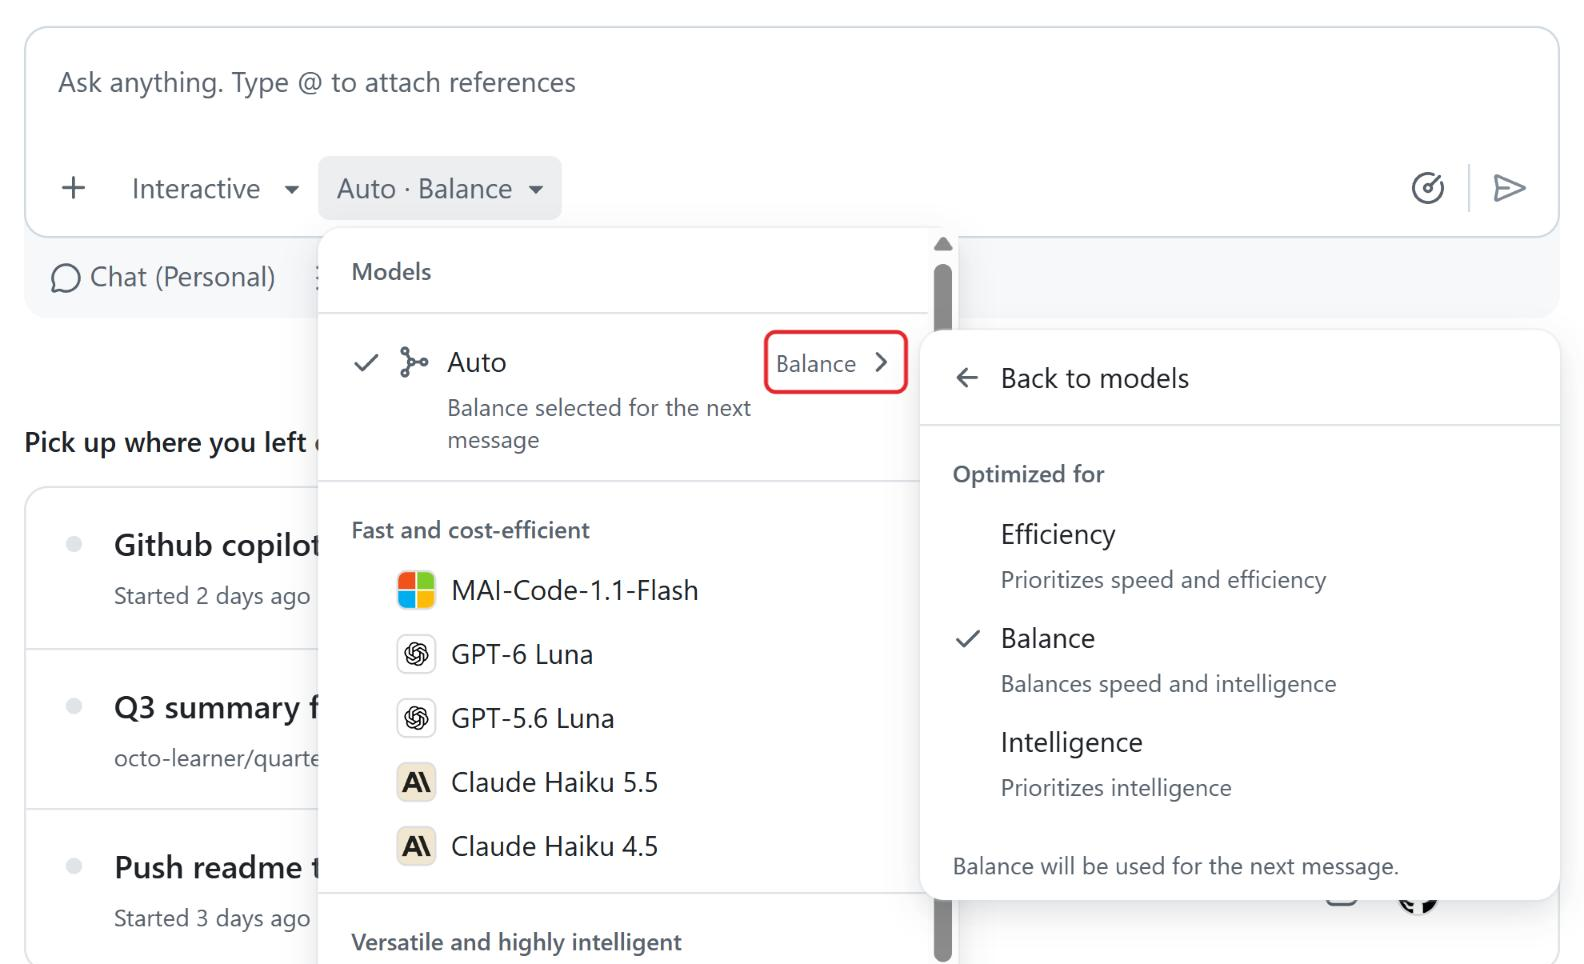 Ask anything. Type @ to attach references
Interactive
Auto · Balance
Chat (Personal)
Models
Auto
Balance
Balance selected for the next
message
Back to models
Pick up where you left
Optimized for
Fast and cost-efficient
Efficiency
Prioritizes speed and efficiency
Github copilot
Started 2 days ago
MAI-Code-1.1-Flash
GPT-6 Luna
Balance
Balances speed and intelligence
Q3 summary
octo-learner/quarte
GPT-5.6 Luna
Intelligence
Prioritizes intelligence
Claude Haiku 5.5
Claude Haiku 4.5
Push readme
Started 3 days ago
Balance will be used for the next message.
Versatile and highly intelligent